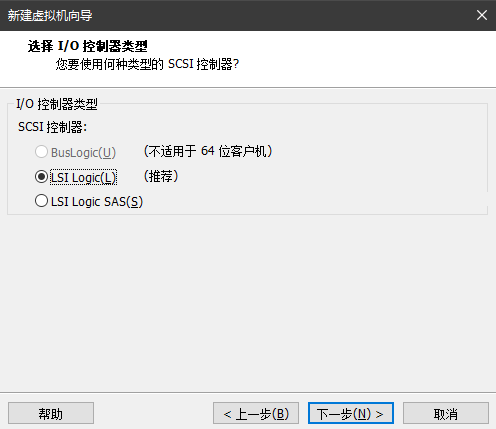 新建虚拟机向导
选择 I/O 控制器类型
您要使用何种类型的 SCSI 控制器?
I/O 控制器类型
SCSI 控制器:
BusLogic(U) （不适用于 64 位客户机）
LSI Logic(L) （推荐）
LSI Logic SAS(S)
帮助 < 上一步(B) 下一步(N) > 取消